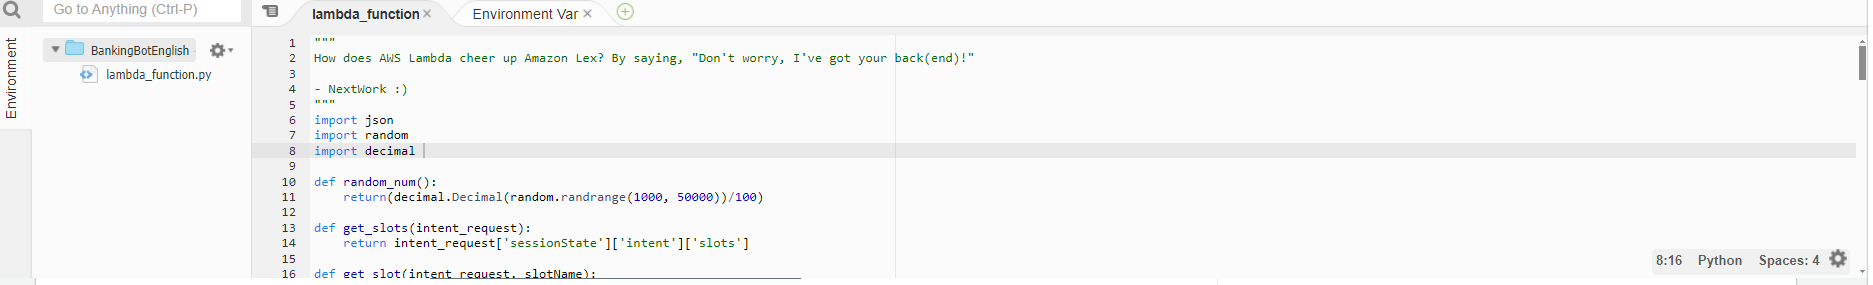 Go to Anything (Ctrl-P)
lambda_function ×
Environment Var ×
Environment
BankingBotEnglish
lambda_function.py
1 """
2 How does AWS Lambda cheer up Amazon Lex? By saying, "Don't worry, I've got your back(end)!"
3
4 - NextWork :)
5 """
6 import json
7 import random
8 import decimal
9
10 def random_num():
11     return(decimal.Decimal(random.randrange(1000, 50000))/100)
12
13 def get_slots(intent_request):
14     return intent_request['sessionState']['intent']['slots']
15
16 def get_slot(intent_request, slotName):
8:16 Python Spaces: 4